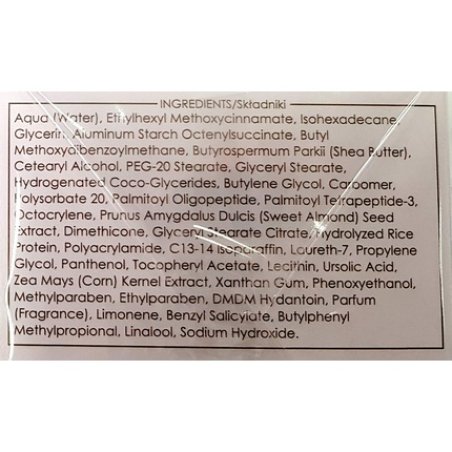 INGREDIENTS/Składniki
Aqua (Water), Ethylhexyl Methoxycinnamate, Isohexadecane,
Glycerin, Aluminum Starch Octenylsuccinate, Butyl
Methoxydibenzoylmethane, Butyrospermum Parkii (Shea Butter),
Cetearyl Alcohol, PEG-20 Stearate, Glyceryl Stearate,
Hydrogenated Coco-Glycerides, Butylene Glycol, Carbomer,
Polysorbate 20, Palmitoyl Oligopeptide, Palmitoyl Tetrapeptide-3,
Octocrylene, Prunus Amygdalus Dulcis (Sweet Almond) Seed
Extract, Dimethicone, Glyceryl Stearate Citrate, Hydrolyzed Rice
Protein, Polyacrylamide, C13-14 Isoparaffin, Laureth-7, Propylene
Glycol, Panthenol, Tocopheryl Acetate, Lecithin, Ursolic Acid,
Zea Mays (Corn) Kernel Extract, Xanthan Gum, Phenoxyethanol,
Methylparaben, Ethylparaben, DMDM Hydantoin, Parfum
(Fragrance), Limonene, Benzyl Salicylate, Butylphenyl
Methylpropional, Linalool, Sodium Hydroxide.